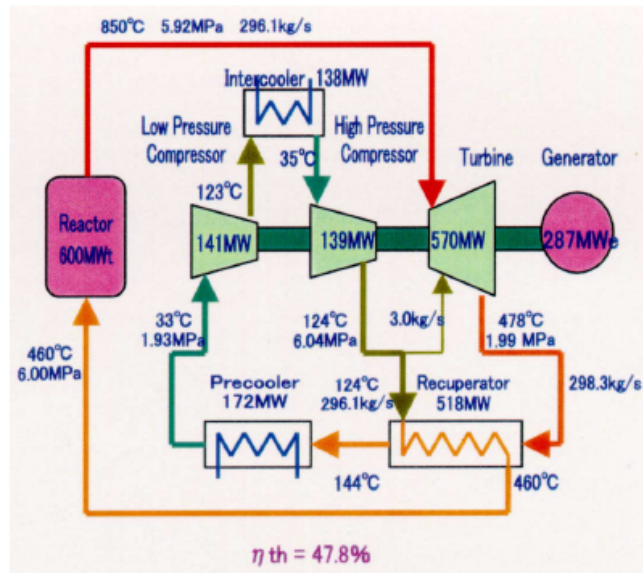 850℃ 5.92MPa 296.1kg/s
Intercooler 138MW
Low Pressure
Compressor
High Pressure
Compressor
Turbine
Generator
35℃
123℃
Reactor
600MWt
141MW
139MW
570MW
287MWe
33℃
1.93MPa
124℃
6.04MPa
3.0kg/s
478℃
1.99 MPa
460℃
6.00MPa
298.3kg/s
Precooler
172MW
124℃
296.1kg/s
Recuperator
518MW
144℃
460℃
η th = 47.8%